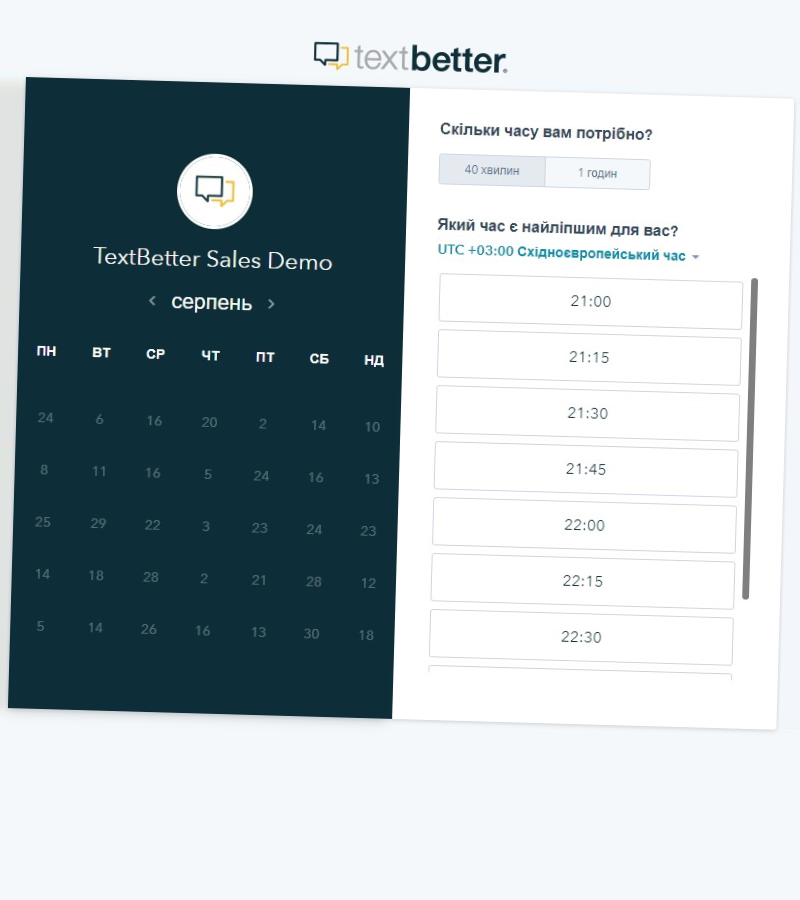 textbetter.
TextBetter Sales Demo
серпень
ПН ВТ СР ЧТ ПТ СБ НД
24 6 16 20 2 14 10
8 11 16 5 24 16 13
25 29 22 3 23 24 23
14 18 28 2 21 28 12
5 14 26 16 13 30 18
Скільки часу вам потрібно?
40 хвилин 1 годин
Який час є найліпшим для вас?
UTC +03:00 Східноєвропейський час
21:00
21:15
21:30
21:45
22:00
22:15
22:30